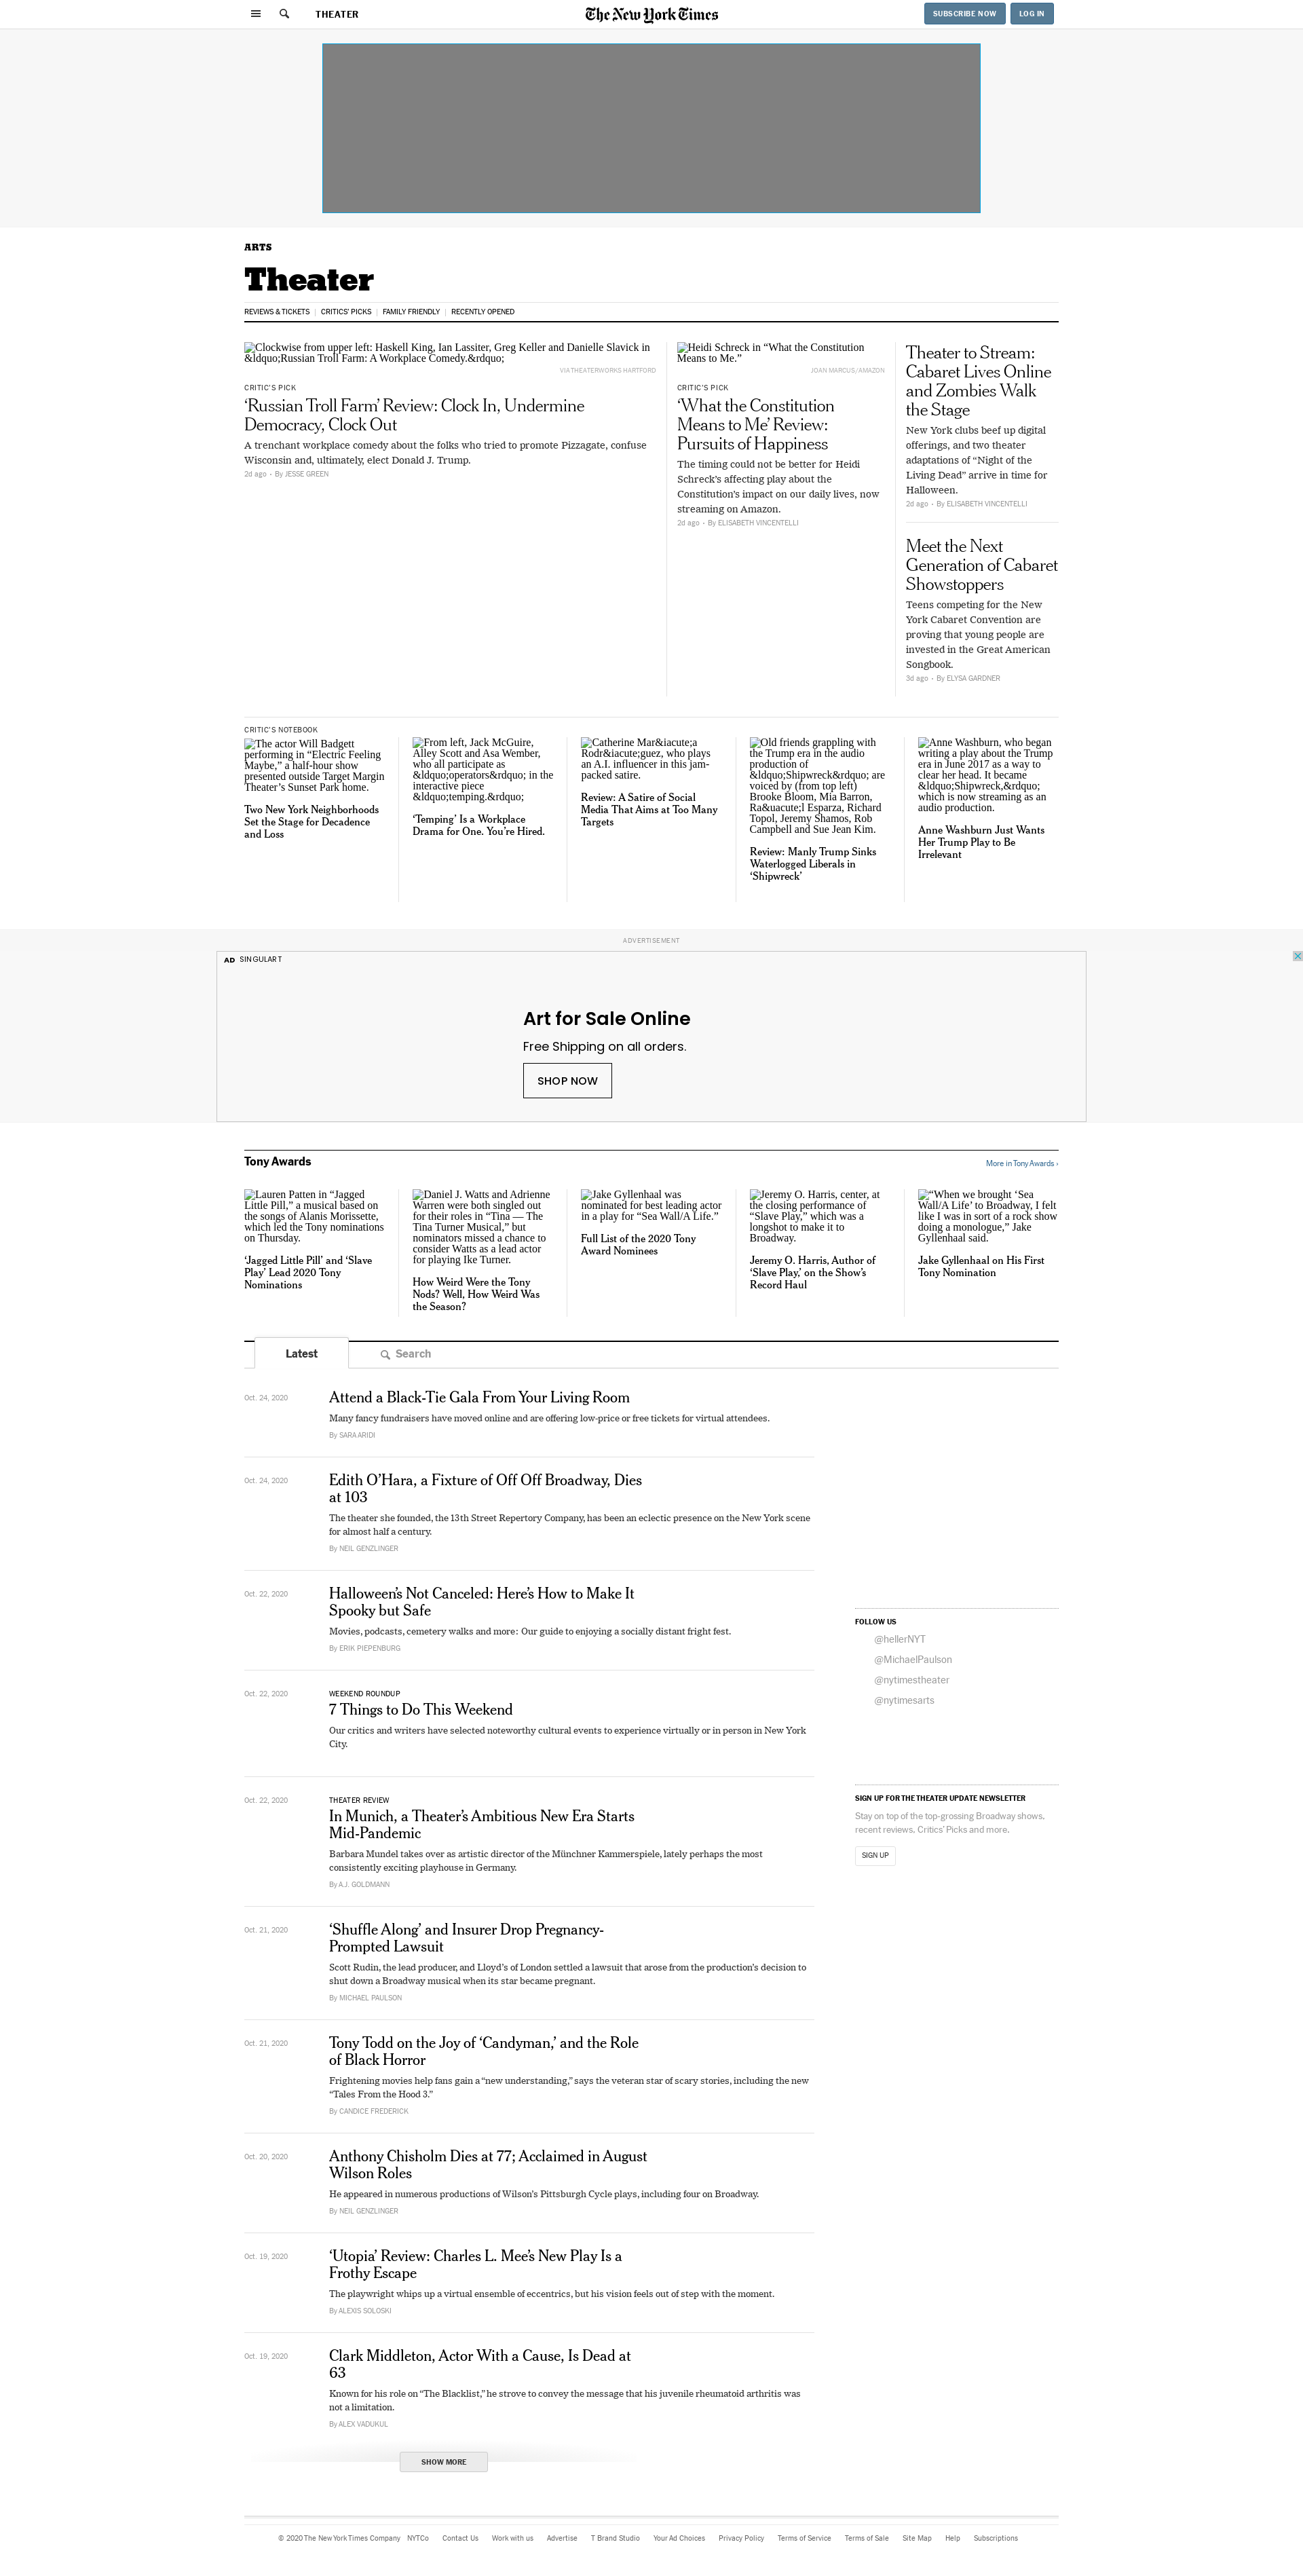 THEATER
The New York Times
SUBSCRIBE NOW
LOG IN
ARTS
Theater
REVIEWS & TICKETS
CRITICS' PICKS
FAMILY FRIENDLY
RECENTLY OPENED
Clockwise from upper left: Haskell King, Ian Lassiter, Greg Keller and Danielle Slavick in
&ldquo;Russian Troll Farm: A Workplace Comedy.&rdquo;
VIA THEATERWORKS HARTFORD
CRITIC'S PICK
‘Russian Troll Farm’ Review: Clock In, Undermine
Democracy, Clock Out
A trenchant workplace comedy about the folks who tried to promote Pizzagate, confuse
Wisconsin and, ultimately, elect Donald J. Trump.
2d ago • By JESSE GREEN
Heidi Schreck in “What the Constitution
Means to Me.”
JOAN MARCUS/AMAZON
CRITIC'S PICK
‘What the Constitution
Means to Me’ Review:
Pursuits of Happiness
The timing could not be better for Heidi
Schreck’s affecting play about the
Constitution’s impact on our daily lives, now
streaming on Amazon.
2d ago • By ELISABETH VINCENTELLI
Theater to Stream:
Cabaret Lives Online
and Zombies Walk
the Stage
New York clubs beef up digital
offerings, and two theater
adaptations of “Night of the
Living Dead” arrive in time for
Halloween.
2d ago • By ELISABETH VINCENTELLI
Meet the Next
Generation of Cabaret
Showstoppers
Teens competing for the New
York Cabaret Convention are
proving that young people are
invested in the Great American
Songbook.
3d ago • By ELYSA GARDNER
CRITIC'S NOTEBOOK
The actor Will Badgett
performing in “Electric Feeling
Maybe,” a half-hour show
presented outside Target Margin
Theater’s Sunset Park home.
Two New York Neighborhoods
Set the Stage for Decadence
and Loss
From left, Jack McGuire,
Alley Scott and Asa Wember,
who all participate as
&ldquo;operators&rdquo; in the
interactive piece
&ldquo;temping.&rdquo;
‘Temping’ Is a Workplace
Drama for One. You’re Hired.
Catherine Mar&iacute;a
Rodr&iacute;guez, who plays
an A.I. influencer in this jam-
packed satire.
Review: A Satire of Social
Media That Aims at Too Many
Targets
Old friends grappling with
the Trump era in the audio
production of
&ldquo;Shipwreck&rdquo; are
voiced by (from top left)
Brooke Bloom, Mia Barron,
Ra&uacute;l Esparza, Richard
Topol, Jeremy Shamos, Rob
Campbell and Sue Jean Kim.
Review: Manly Trump Sinks
Waterlogged Liberals in
‘Shipwreck’
Anne Washburn, who began
writing a play about the Trump
era in June 2017 as a way to
clear her head. It became
&ldquo;Shipwreck,&rdquo;
which is now streaming as an
audio production.
Anne Washburn Just Wants
Her Trump Play to Be
Irrelevant
ADVERTISEMENT
AD SINGULART
Art for Sale Online
Free Shipping on all orders.
SHOP NOW
Tony Awards
More in Tony Awards ›
Lauren Patten in “Jagged
Little Pill,” a musical based on
the songs of Alanis Morissette,
which led the Tony nominations
on Thursday.
‘Jagged Little Pill’ and ‘Slave
Play’ Lead 2020 Tony
Nominations
Daniel J. Watts and Adrienne
Warren were both singled out
for their roles in “Tina — The
Tina Turner Musical,” but
nominators missed a chance to
consider Watts as a lead actor
for playing Ike Turner.
How Weird Were the Tony
Nods? Well, How Weird Was
the Season?
Jake Gyllenhaal was
nominated for best leading actor
in a play for “Sea Wall/A Life.”
Full List of the 2020 Tony
Award Nominees
Jeremy O. Harris, center, at
the closing performance of
“Slave Play,” which was a
longshot to make it to
Broadway.
Jeremy O. Harris, Author of
‘Slave Play,’ on the Show’s
Record Haul
“When we brought ‘Sea
Wall/A Life’ to Broadway, I felt
like I was in sort of a rock show
doing a monologue,” Jake
Gyllenhaal said.
Jake Gyllenhaal on His First
Tony Nomination
Latest
Search
Oct. 24, 2020
Attend a Black-Tie Gala From Your Living Room
Many fancy fundraisers have moved online and are offering low-price or free tickets for virtual attendees.
By SARA ARIDI
Oct. 24, 2020
Edith O’Hara, a Fixture of Off Off Broadway, Dies
at 103
The theater she founded, the 13th Street Repertory Company, has been an eclectic presence on the New York scene
for almost half a century.
By NEIL GENZLINGER
Oct. 22, 2020
Halloween’s Not Canceled: Here’s How to Make It
Spooky but Safe
Movies, podcasts, cemetery walks and more: Our guide to enjoying a socially distant fright fest.
By ERIK PIEPENBURG
Oct. 22, 2020
WEEKEND ROUNDUP
7 Things to Do This Weekend
Our critics and writers have selected noteworthy cultural events to experience virtually or in person in New York
City.
Oct. 22, 2020
THEATER REVIEW
In Munich, a Theater’s Ambitious New Era Starts
Mid-Pandemic
Barbara Mundel takes over as artistic director of the Münchner Kammerspiele, lately perhaps the most
consistently exciting playhouse in Germany.
By A.J. GOLDMANN
Oct. 21, 2020
‘Shuffle Along’ and Insurer Drop Pregnancy-
Prompted Lawsuit
Scott Rudin, the lead producer, and Lloyd’s of London settled a lawsuit that arose from the production’s decision to
shut down a Broadway musical when its star became pregnant.
By MICHAEL PAULSON
Oct. 21, 2020
Tony Todd on the Joy of ‘Candyman,’ and the Role
of Black Horror
Frightening movies help fans gain a “new understanding,” says the veteran star of scary stories, including the new
“Tales From the Hood 3.”
By CANDICE FREDERICK
Oct. 20, 2020
Anthony Chisholm Dies at 77; Acclaimed in August
Wilson Roles
He appeared in numerous productions of Wilson’s Pittsburgh Cycle plays, including four on Broadway.
By NEIL GENZLINGER
Oct. 19, 2020
‘Utopia’ Review: Charles L. Mee’s New Play Is a
Frothy Escape
The playwright whips up a virtual ensemble of eccentrics, but his vision feels out of step with the moment.
By ALEXIS SOLOSKI
Oct. 19, 2020
Clark Middleton, Actor With a Cause, Is Dead at
63
Known for his role on “The Blacklist,” he strove to convey the message that his juvenile rheumatoid arthritis was
not a limitation.
By ALEX VADUKUL
SHOW MORE
FOLLOW US
@hellerNYT
@MichaelPaulson
@nytimestheater
@nytimesarts
SIGN UP FOR THE THEATER UPDATE NEWSLETTER
Stay on top of the top-grossing Broadway shows,
recent reviews, Critics’ Picks and more.
SIGN UP
© 2020 The New York Times Company
NYTCo
Contact Us
Work with us
Advertise
T Brand Studio
Your Ad Choices
Privacy Policy
Terms of Service
Terms of Sale
Site Map
Help
Subscriptions